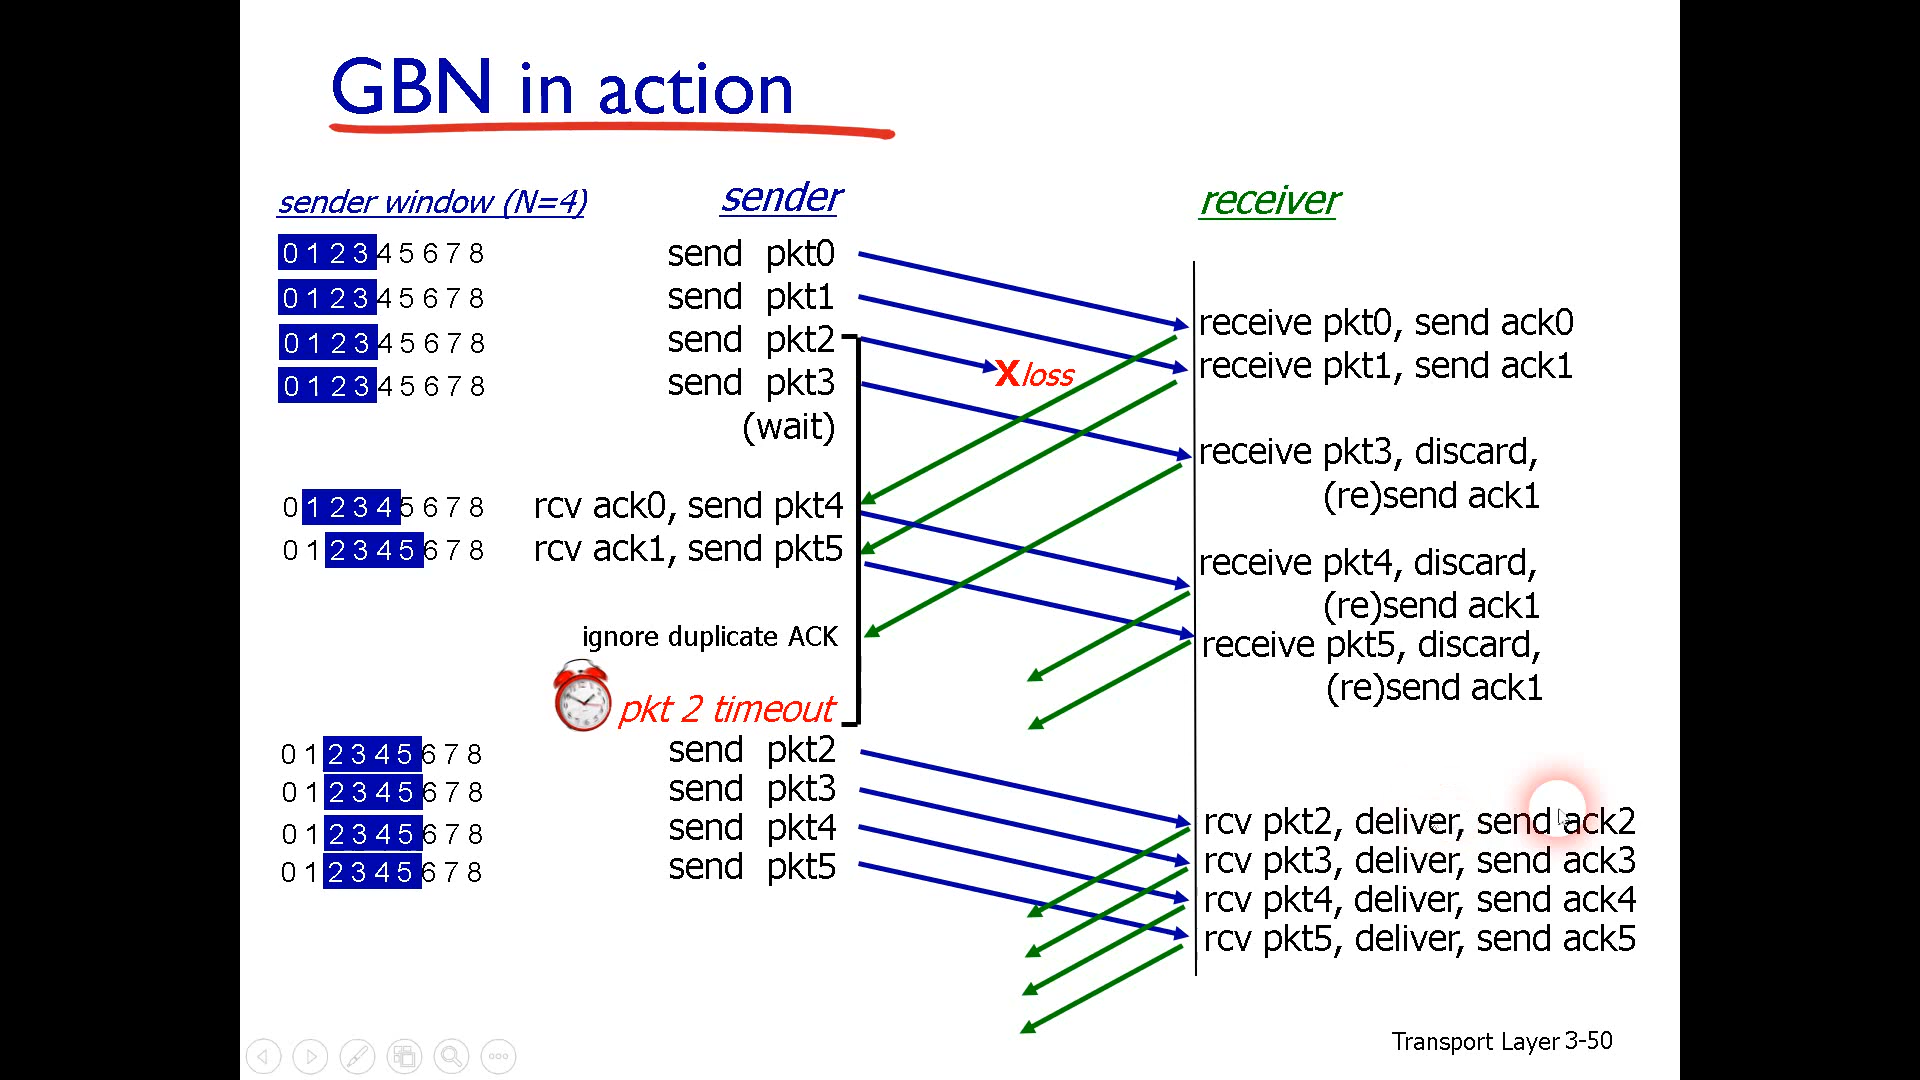 GBN in action
sender window (N=4)
sender
receiver
0 1 2 3 4 5 6 7 8
send pkt0
0 1 2 3 4 5 6 7 8
send pkt1
0 1 2 3 4 5 6 7 8
send pkt2
0 1 2 3 4 5 6 7 8
send pkt3
(wait)
X loss
receive pkt0, send ack0
receive pkt1, send ack1
receive pkt3, discard,
(re)send ack1
0 1 2 3 4 5 6 7 8
rcv ack0, send pkt4
0 1 2 3 4 5 6 7 8
rcv ack1, send pkt5
receive pkt4, discard,
(re)send ack1
ignore duplicate ACK
receive pkt5, discard,
(re)send ack1
pkt 2 timeout
0 1 2 3 4 5 6 7 8
send pkt2
0 1 2 3 4 5 6 7 8
send pkt3
0 1 2 3 4 5 6 7 8
send pkt4
0 1 2 3 4 5 6 7 8
send pkt5
rcv pkt2, deliver, send ack2
rcv pkt3, deliver, send ack3
rcv pkt4, deliver, send ack4
rcv pkt5, deliver, send ack5
Transport Layer 3-50